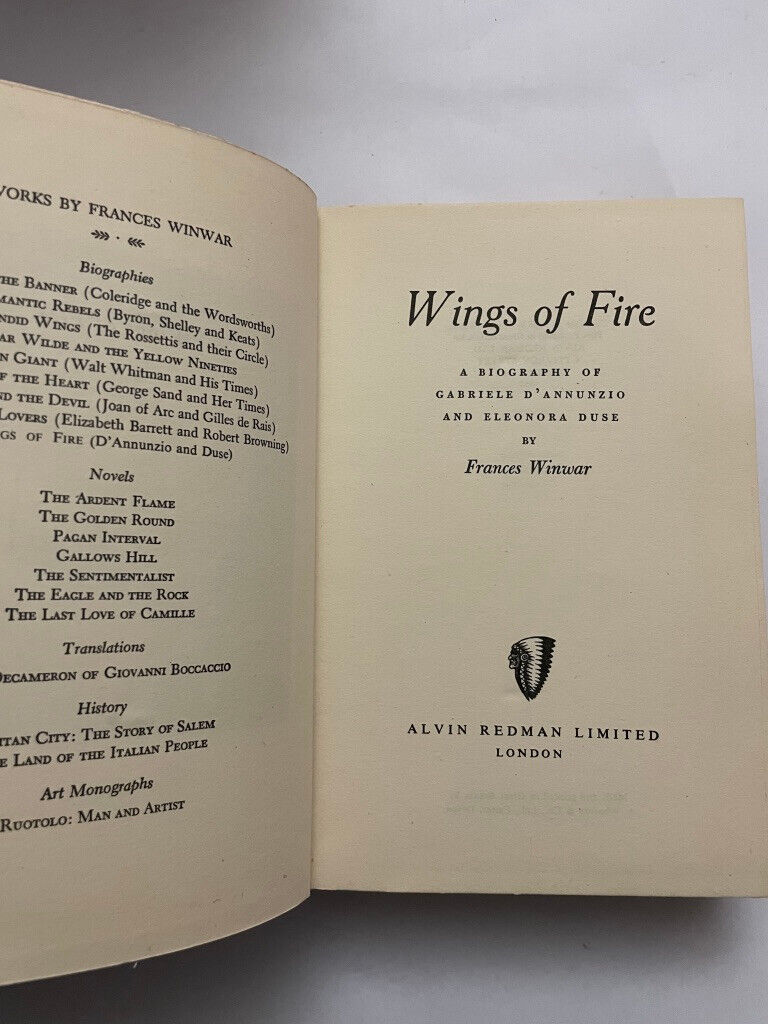 WORKS BY FRANCES WINWAR
Biographies
THE BANNER (Coleridge and the Wordsworths)
MANTIC REBELS (Byron, Shelley and Keats)
NDID WINGS (The Rossettis and their Circle)
AR WILDE AND THE YELLOW NINETIES
N GIANT (Walt Whitman and His Times)
F THE HEART (George Sand and Her Times)
ND THE DEVIL (Joan of Arc and Gilles de Rais)
LOVERS (Elizabeth Barrett and Robert Browning)
GS OF FIRE (D'Annunzio and Duse)
Novels
THE ARDENT FLAME
THE GOLDEN ROUND
PAGAN INTERVAL
GALLOWS HILL
THE SENTIMENTALIST
THE EAGLE AND THE ROCK
THE LAST LOVE OF CAMILLE
Translations
DECAMERON OF GIOVANNI BOCCACCIO
History
ITAN CITY: THE STORY OF SALEM
E LAND OF THE ITALIAN PEOPLE
Art Monographs
RUOTOLO: MAN AND ARTIST
Wings of Fire
A BIOGRAPHY OF
GABRIELE D'ANNUNZIO
AND ELEONORA DUSE
BY
Frances Winwar
ALVIN REDMAN LIMITED
LONDON